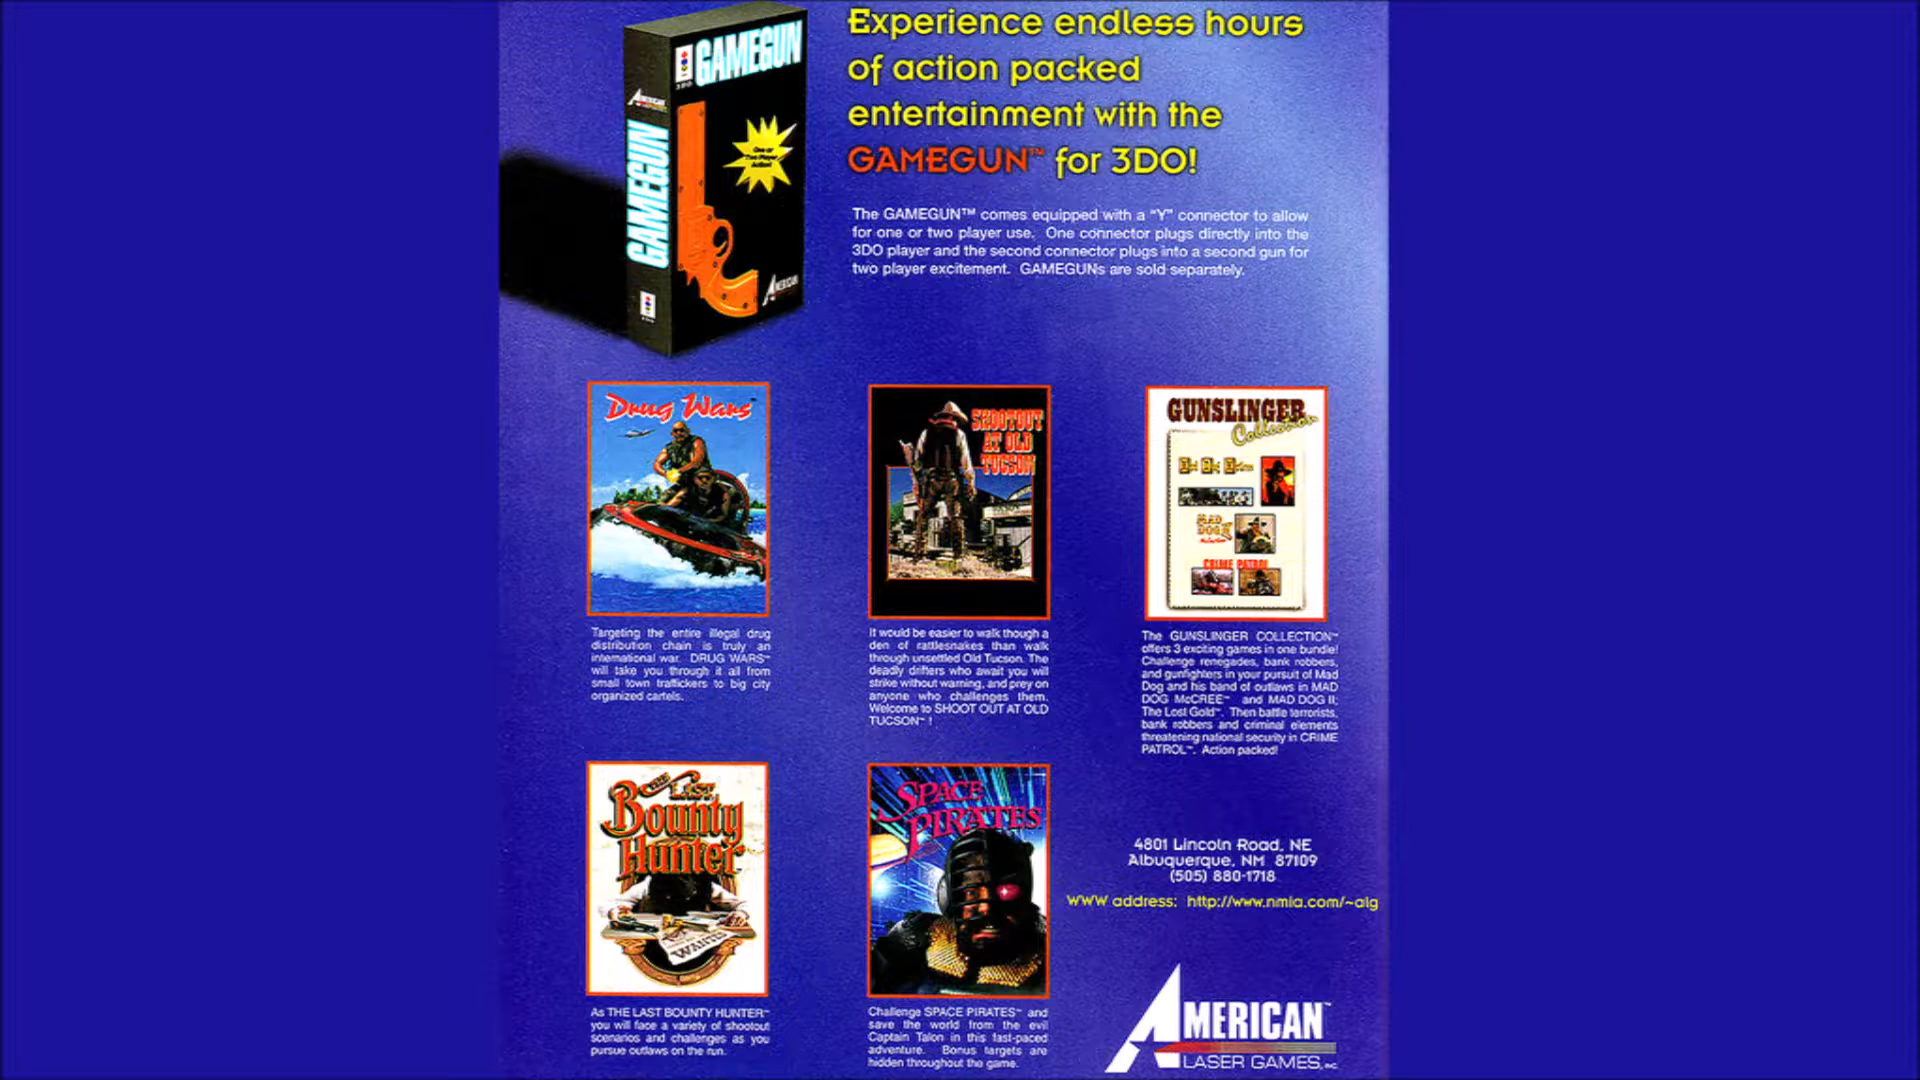 Experience endless hours
of action packed
entertainment with the
GAMEGUN™ for 3DO!
GAMEGUN
3DO
AMERICAN
GAMEGUN
One or
Two Player
Action!
AMERICAN
The GAMEGUN™ comes equipped with a "Y" connector to allow
for one or two player use. One connector plugs directly into the
3DO player and the second connector plugs into a second gun for
two player excitement. GAMEGUNs are sold separately.
Drug Wars™
SHOOTOUT
AT OLD
TUCSON
GUNSLINGER
Collection
MAD
DOG II
McCree
CRIME PATROL
Targeting the entire illegal drug
distribution chain is truly an
international war. DRUG WARS™
will take you through it all from
small town traffickers to big city
organized cartels.
It would be easier to walk though a
den of rattlesnakes than walk
through unsettled Old Tucson. The
deadly drifters who await you will
strike without warning, and prey on
anyone who challenges them.
Welcome to SHOOT OUT AT OLD
TUCSON™ !
The GUNSLINGER COLLECTION™
offers 3 exciting games in one bundle!
Challenge renegades, bank robbers,
and gunfighters in your pursuit of Mad
Dog and his band of outlaws in MAD
DOG McCREE™ and MAD DOG II;
The Lost Gold™. Then battle terrorists,
bank robbers and criminal elements
threatening national security in CRIME
PATROL™. Action packed!
THE LAST
Bounty
Hunter
WANTED
SPACE
PIRATES
As THE LAST BOUNTY HUNTER™
you will face a variety of shootout
scenarios and challenges as you
pursue outlaws on the run.
Challenge SPACE PIRATES™ and
save the world from the evil
Captain Talon in this fast-paced
adventure. Bonus targets are
hidden throughout the game.
4801 Lincoln Road, NE
Albuquerque, NM 87109
(505) 880-1718
WWW address: http://www.nmia.com/~alg
AMERICAN™
LASER GAMES, INC.